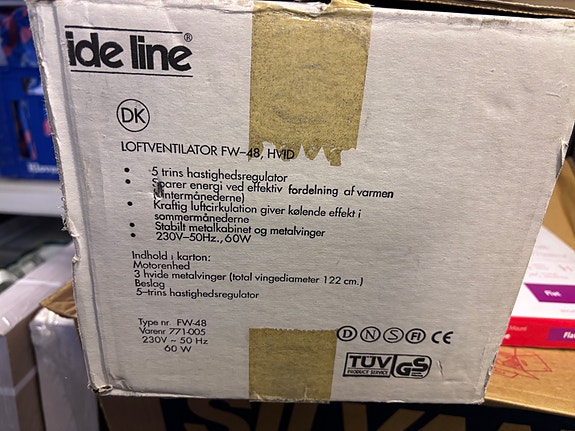 ide line®
DK
LOFTVENTILATOR FW-48, HVID
• 5 trins hastighedsregulator
• Sparer energi ved effektiv fordelning af varmen
(vintermånederne)
• Kraftig luftcirkulation giver kølende effekt i
sommermånederne
• Stabilt metalkabinet og metalvinger
• 230V-50Hz., 60W
Indhold i karton:
Motorenhed
3 hvide metalvinger (total vingediameter 122 cm.)
Beslag
5-trins hastighedsregulator
Type nr. FW-48
Varenr 771-005
230V ~ 50 Hz
60 W
D N S FI CE
TÜV GS
PRODUCT SERVICE
Flat